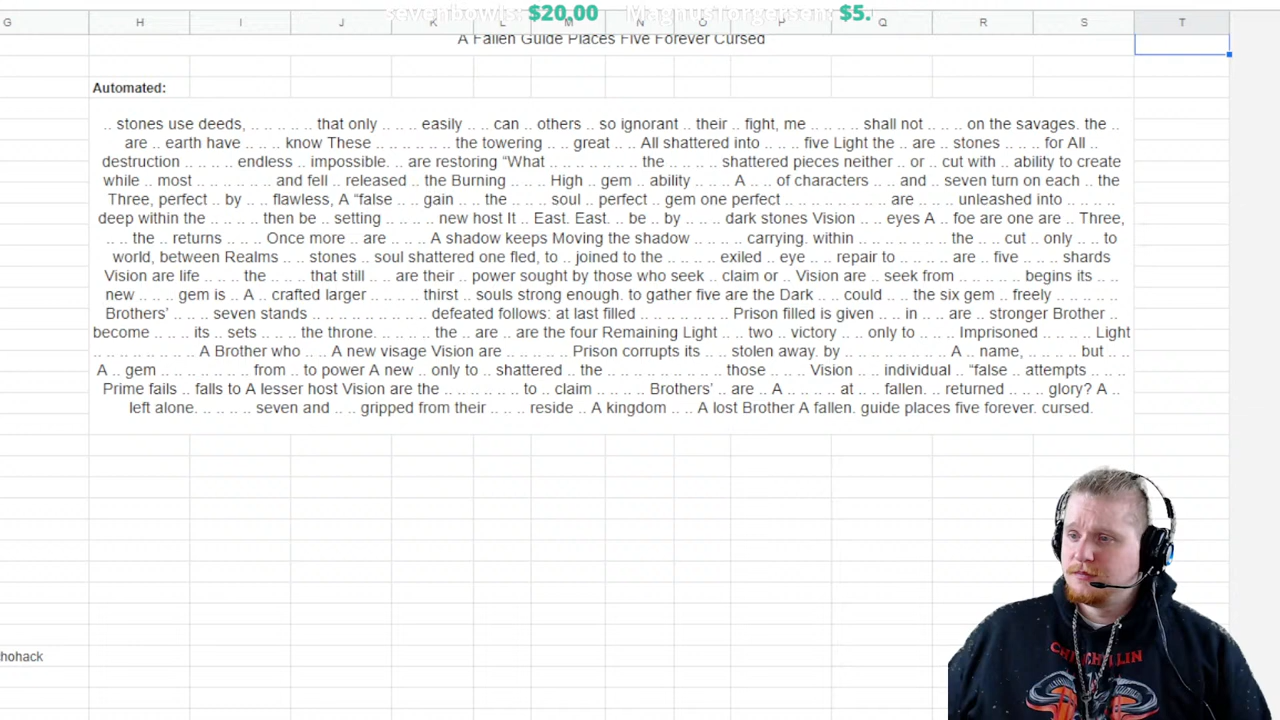 sevenbowls: $20.00 MagnusTorgersen: $5.
G H I J K L M N O P Q R S T
A Fallen Guide Places Five Forever Cursed
Automated:
.. stones use deeds, .. .. .. .. .. that only .. .. .. easily .. .. can .. others .. so ignorant .. their .. fight, me .. .. .. shall not .. .. .. on the savages. the ..
are .. earth have .. .. know These .. .. .. .. .. the towering .. .. great .. .. All shattered into .. .. .. five Light the .. are .. stones .. .. for All ..
destruction .. .. .. .. endless .. impossible. .. are restoring “What .. .. .. .. the .. .. .. .. shattered pieces neither .. or .. cut with .. ability to create
while .. most .. .. .. .. .. and fell .. released .. the Burning .. .. High .. gem .. ability .. .. A .. .. of characters .. .. and .. seven turn on each .. the
Three, perfect .. by .. flawless, A “false .. gain .. .. the .. .. soul .. perfect .. gem one perfect .. .. .. .. .. .. .. are .. .. unleashed into .. .. ..
deep within the .. .. .. then be .. setting .. .. .. new host It .. East. East. .. be .. by .. .. dark stones Vision .. .. eyes A .. foe are one are .. Three,
.. .. the .. returns .. .. .. Once more .. are .. .. A shadow keeps Moving the shadow .. .. .. .. carrying. within .. .. .. .. .. the .. .. cut .. only .. .. to
world, between Realms .. .. stones .. soul shattered one fled, to .. joined to the .. .. .. .. exiled .. eye .. repair to .. .. .. .. are .. five .. .. shards
Vision are life .. .. the .. .. that still .. .. are their .. power sought by those who seek .. claim or .. Vision are .. seek from .. .. .. .. .. begins its ..
new .. .. .. gem is .. A .. crafted larger .. .. .. .. thirst .. souls strong enough. to gather five are the Dark .. .. could .. .. the six gem .. freely .. .. .. .. ..
Brothers’ .. .. .. seven stands .. .. .. .. .. .. .. defeated follows: at last filled .. .. .. .. Prison filled is given .. .. in .. .. are .. stronger Brother ..
become .. .. its .. sets .. .. the throne. .. .. .. the .. are .. are the four Remaining Light .. .. two .. victory .. .. only to .. .. Imprisoned .. .. Light
.. .. .. .. .. .. .. .. .. A Brother who .. .. A new visage Vision are .. .. .. .. .. Prison corrupts its .. .. stolen away. by .. .. .. .. .. .. .. A .. name, .. .. .. .. but .. ..
A .. gem .. .. .. .. .. .. .. .. from .. to power A new .. only to .. shattered .. the .. .. .. .. .. .. those .. .. Vision .. .. individual .. “false .. attempts .. ..
Prime fails .. falls to A lesser host Vision are the .. .. .. .. .. .. to .. claim .. .. .. Brothers’ .. are .. A .. .. .. at .. fallen. .. returned .. .. glory? A ..
left alone. .. .. .. .. seven and .. .. gripped from their .. .. .. reside .. A kingdom .. .. A lost Brother A fallen. guide places five forever. cursed.
hohack